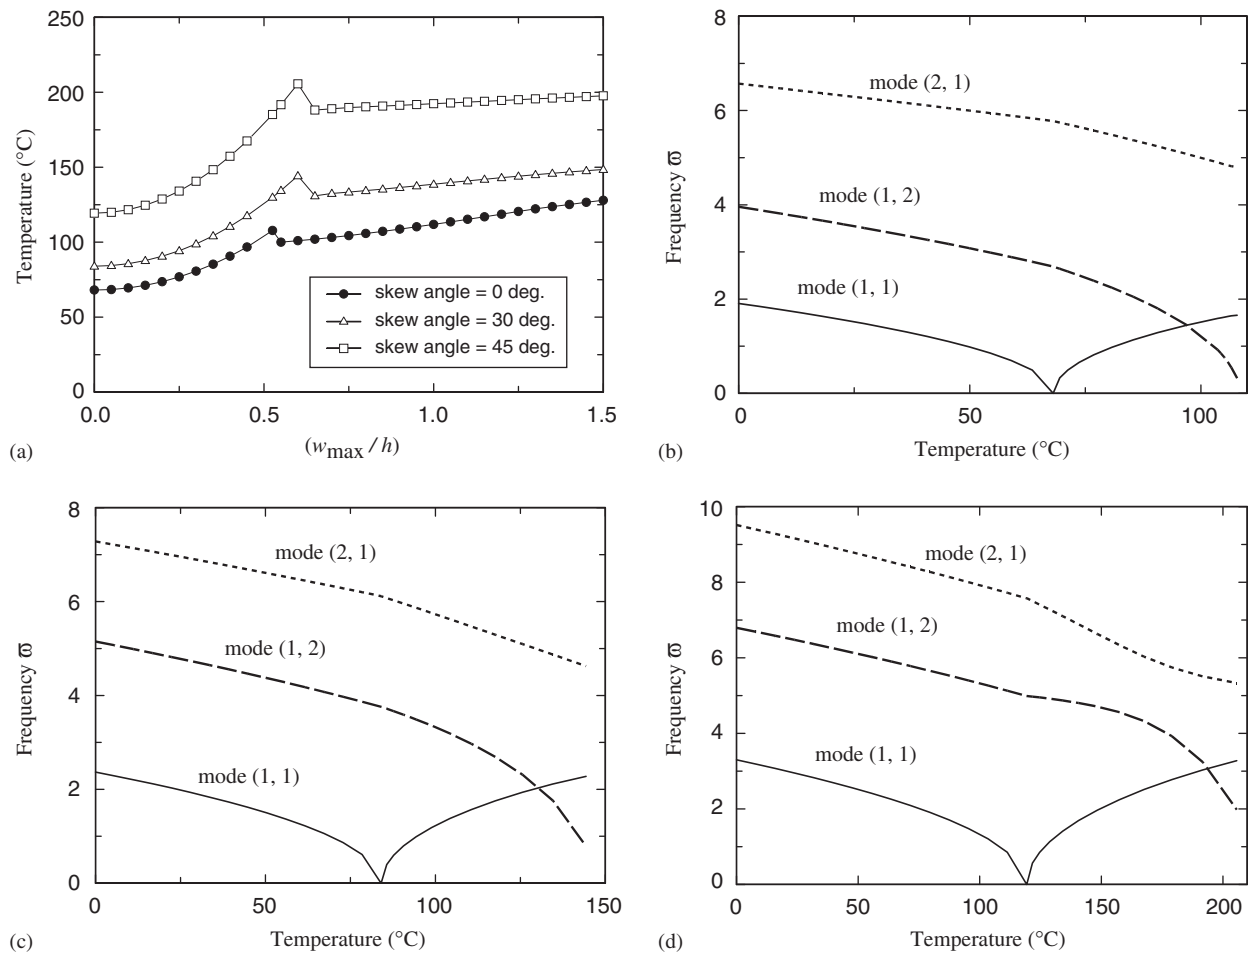 250
200
150
100
50
0
Temperature (°C)
skew angle = 0 deg.
skew angle = 30 deg.
skew angle = 45 deg.
0.0 0.5 1.0 1.5
(w_max / h)
(a)
8
6
4
2
0
Frequency ϖ
mode (2, 1)
mode (1, 2)
mode (1, 1)
0 50 100
Temperature (°C)
(b)
8
6
4
2
0
Frequency ϖ
mode (2, 1)
mode (1, 2)
mode (1, 1)
0 50 100 150
Temperature (°C)
(c)
10
8
6
4
2
0
Frequency ϖ
mode (2, 1)
mode (1, 2)
mode (1, 1)
0 50 100 150 200
Temperature (°C)
(d)